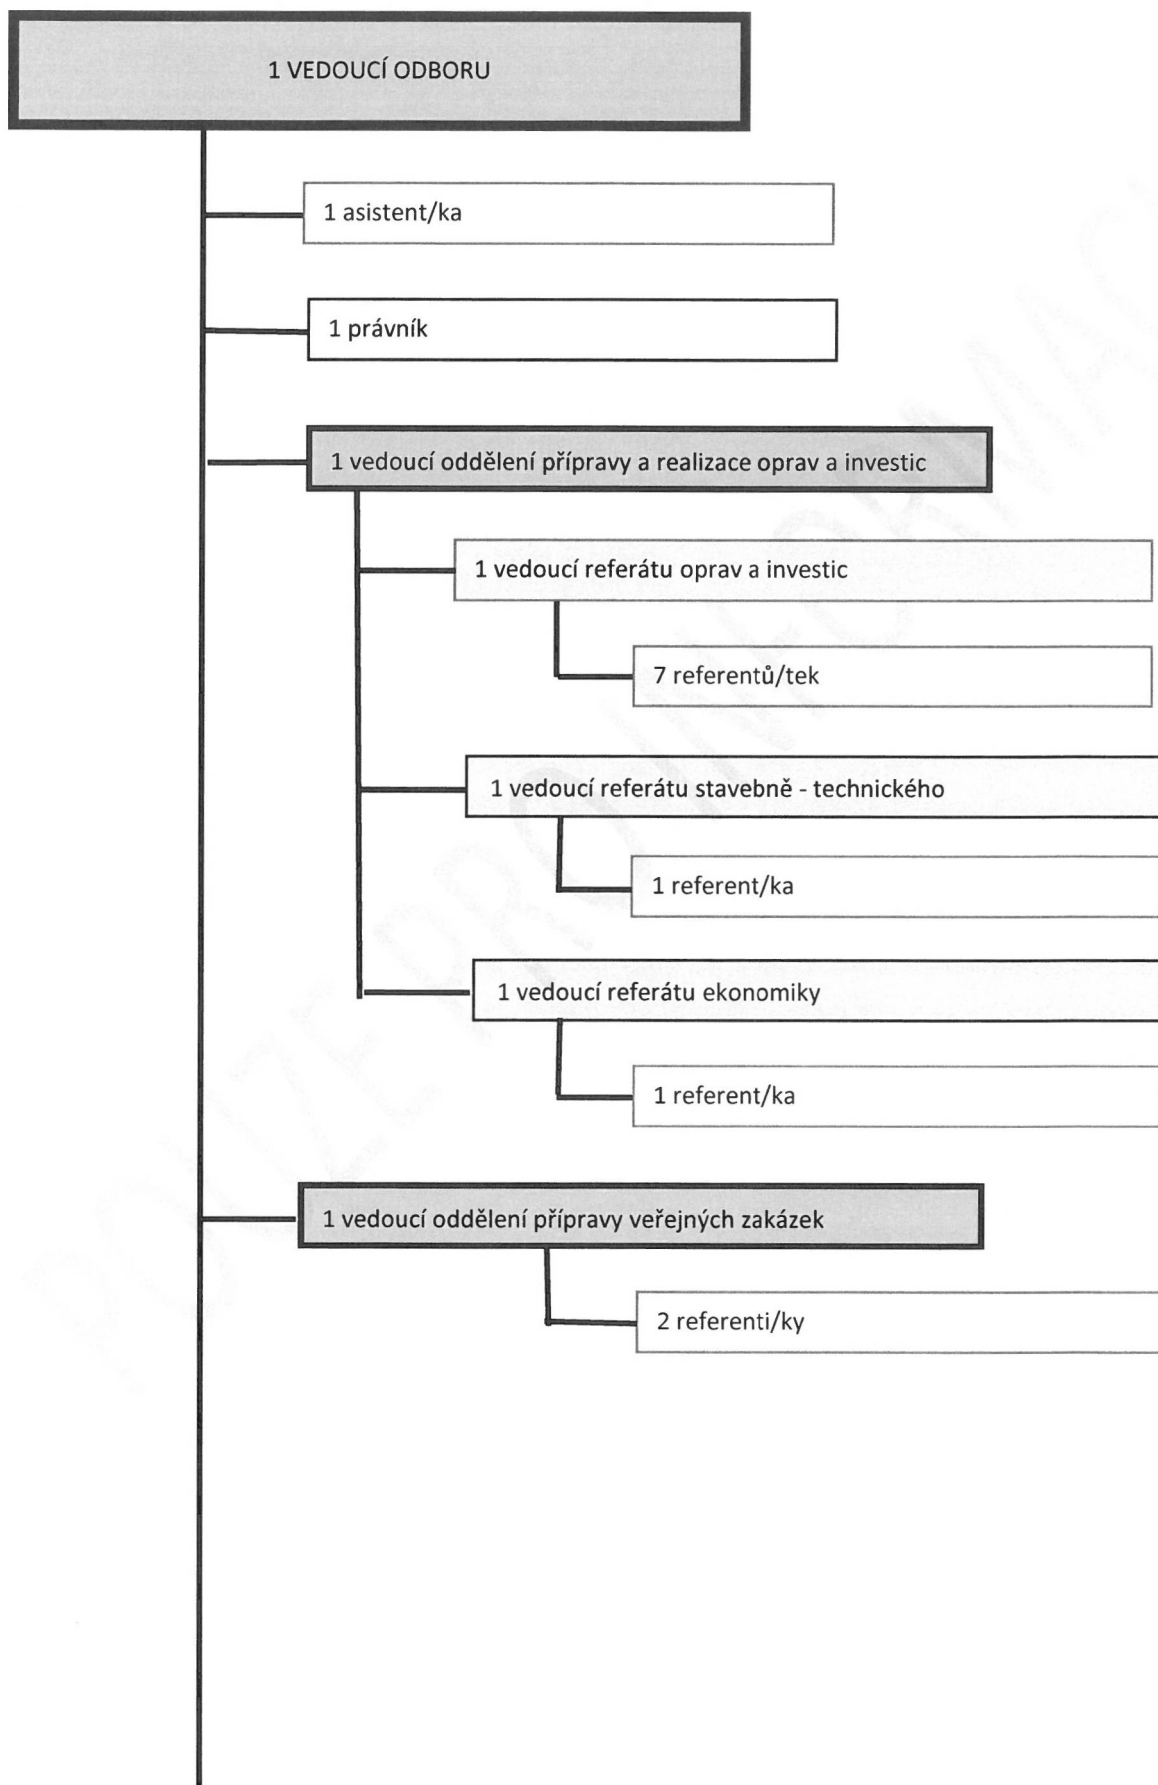 1 VEDOUCÍ ODBORU
1 asistent/ka
1 právník
1 vedoucí oddělení přípravy a realizace oprav a investic
1 vedoucí referátu oprav a investic
7 referentů/tek
1 vedoucí referátu stavebně - technického
1 referent/ka
1 vedoucí referátu ekonomiky
1 referent/ka
1 vedoucí oddělení přípravy veřejných zakázek
2 referenti/ky